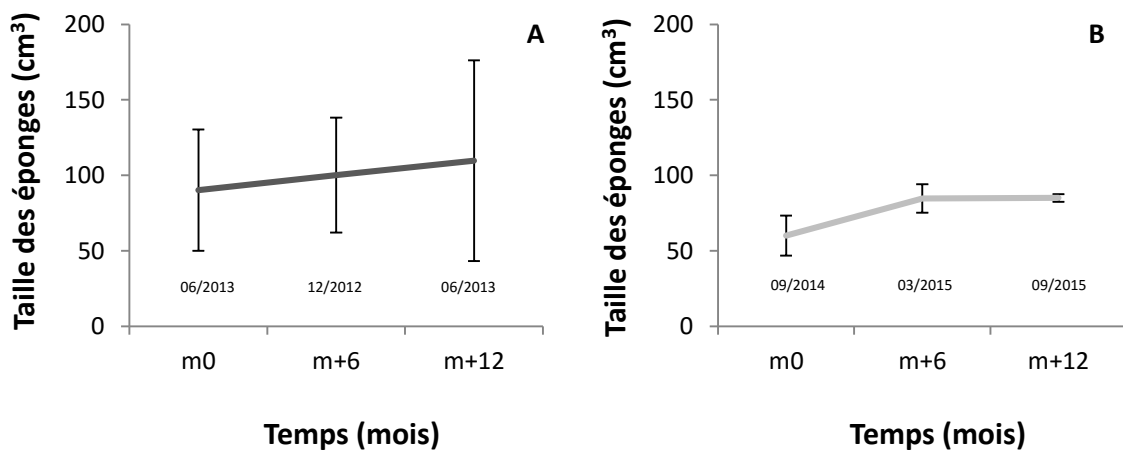 Taille des éponges (cm³)
200
150
100
50
0
A
06/2013
12/2012
06/2013
m0
m+6
m+12
Temps (mois)
Taille des éponges (cm³)
200
150
100
50
0
B
09/2014
03/2015
09/2015
m0
m+6
m+12
Temps (mois)